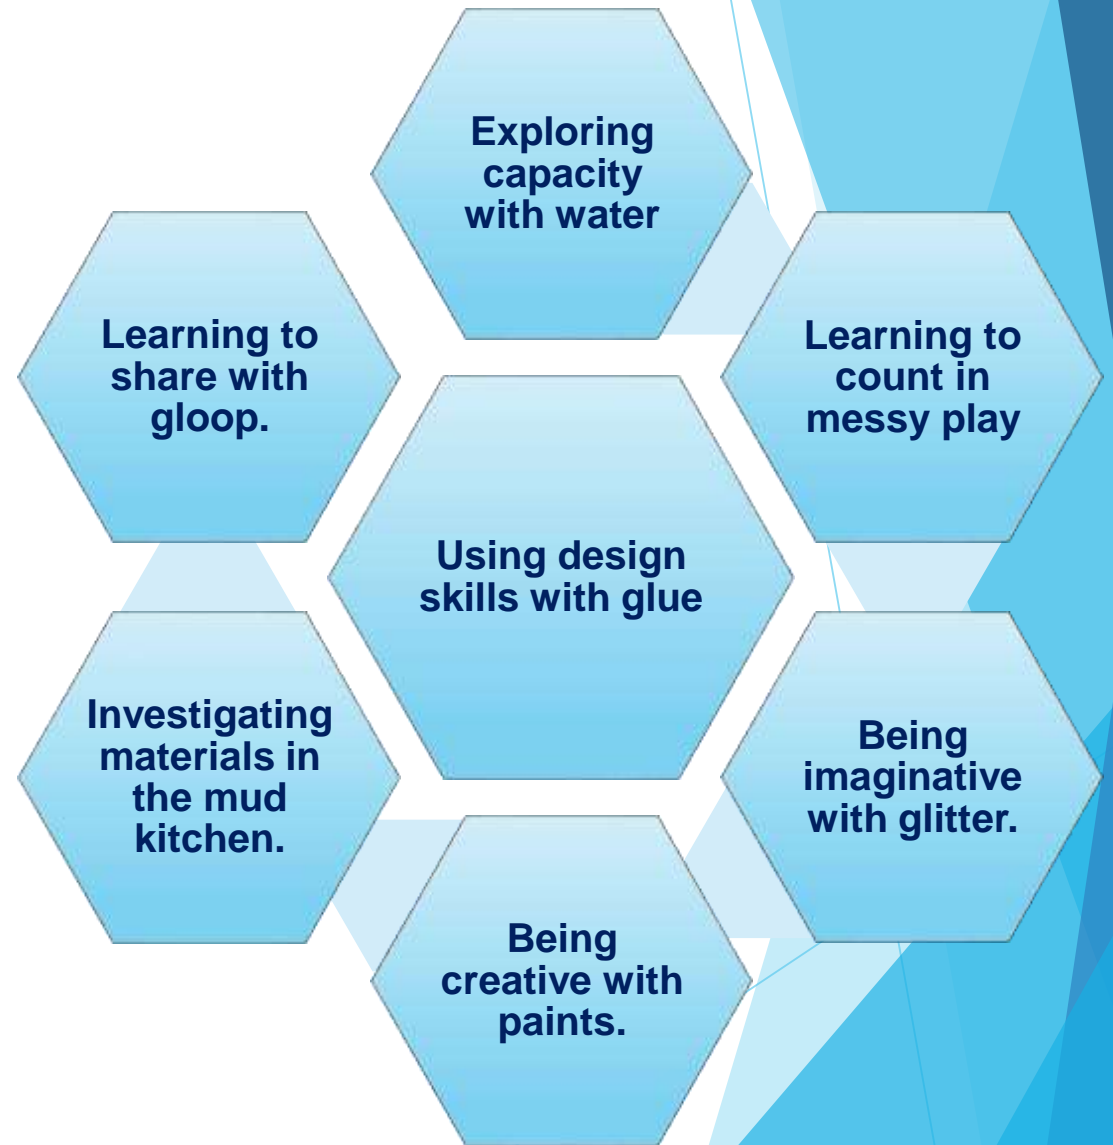 Exploring
capacity
with water
Learning to
count in
messy play
Being
imaginative
with glitter.
Being
creative with
paints.
Investigating
materials in
the mud
kitchen.
Learning to
share with
gloop.
Using design
skills with glue